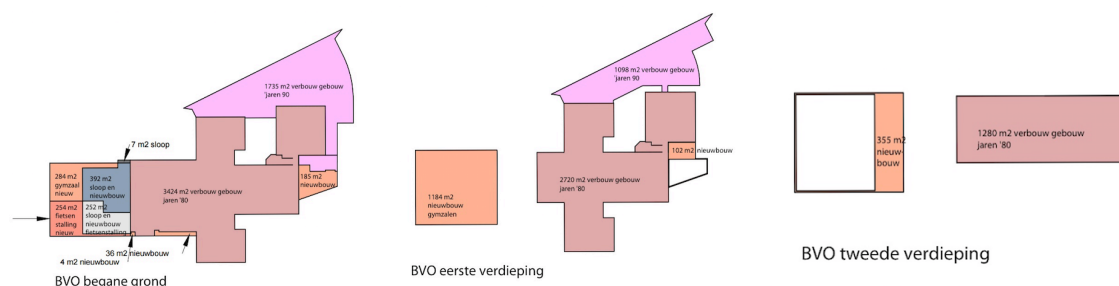 1735 m2 verbouw gebouw
'jaren 90
7 m2 sloop
284 m2
gymzaal
nieuw
392 m2
sloop en
nieuwbouw
254 m2
fietsen
stalling
nieuw
252 m2
sloop en
nieuwbouw
fietsenstalling
3424 m2 verbouw gebouw
jaren '80
185 m2
nieuwbouw
36 m2 nieuwbouw
4 m2 nieuwbouw
BVO begane grond
1098 m2 verbouw gebouw
'jaren 90
102 m2 nieuwbouw
2720 m2 verbouw gebouw
jaren '80
1184 m2
nieuwbouw
gymzalen
BVO eerste verdieping
355 m2
nieuw-
bouw
1280 m2 verbouw gebouw
jaren '80
BVO tweede verdieping